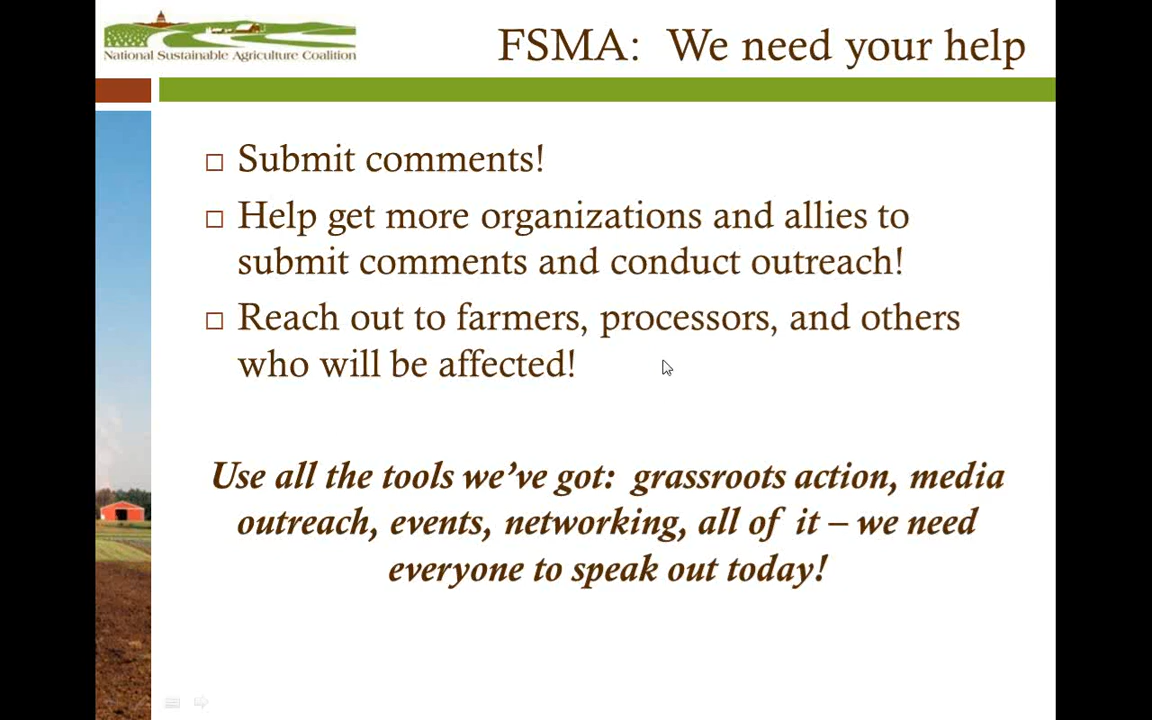 National Sustainable Agriculture Coalition
FSMA: We need your help
Submit comments!
Help get more organizations and allies to
submit comments and conduct outreach!
Reach out to farmers, processors, and others
who will be affected!
Use all the tools we’ve got: grassroots action, media
outreach, events, networking, all of it – we need
everyone to speak out today!